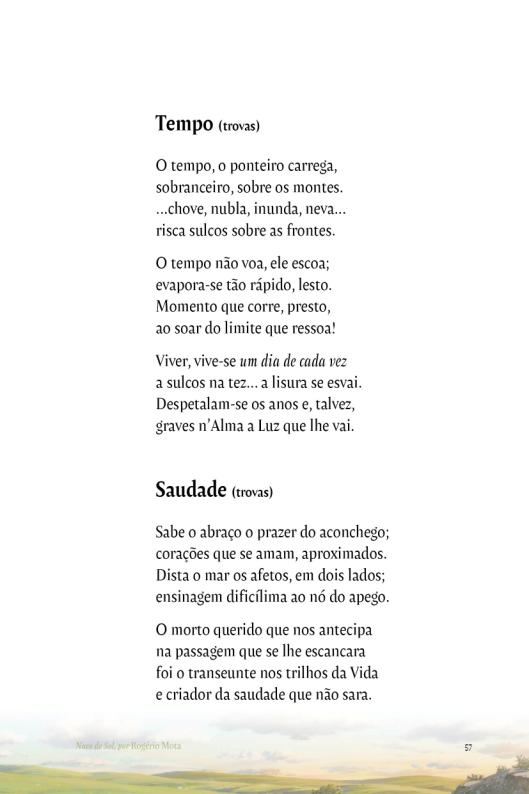 Tempo (trovas)
O tempo, o ponteiro carrega,
sobranceiro, sobre os montes.
...chove, nubla, inunda, neva...
risca sulcos sobre as frontes.
O tempo não voa, ele escoa;
evapora-se tão rápido, lesto.
Momento que corre, presto,
ao soar do limite que ressoa!
Viver, vive-se um dia de cada vez
a sulcos na tez... a lisura se esvai.
Despetalam-se os anos e, talvez,
graves n'Alma a Luz que lhe vai.
Saudade (trovas)
Sabe o abraço o prazer do aconchego;
corações que se amam, aproximados.
Dista o mar os afetos, em dois lados;
ensinagem dificílima ao nó do apego.
O morto querido que nos antecipa
na passagem que se lhe escancara
foi o transeunte nos trilhos da Vida
e criador da saudade que não sara.
de Sol, por Rogério Mota
57